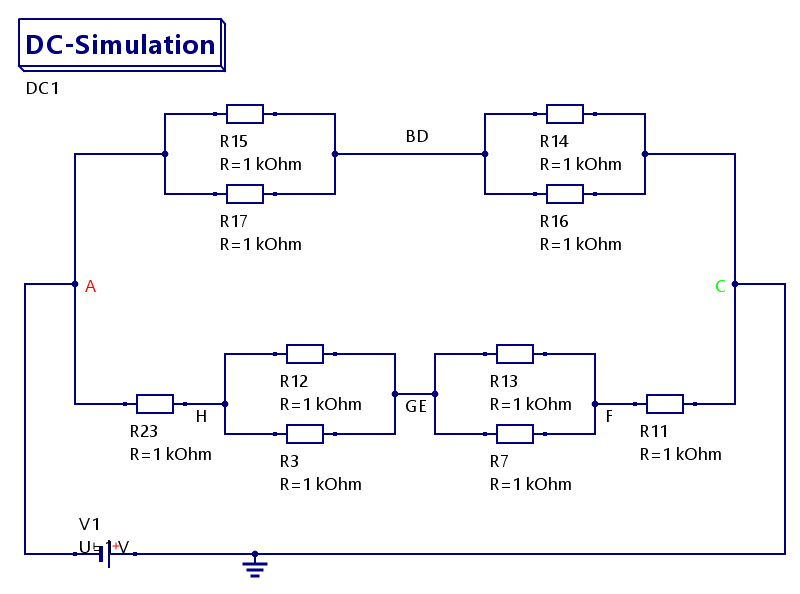 DC-Simulation
DC1
R15
R=1 kOhm
R17
R=1 kOhm
BD
R14
R=1 kOhm
R16
R=1 kOhm
A
C
R23
R=1 kOhm
H
R12
R=1 kOhm
R3
R=1 kOhm
GE
R13
R=1 kOhm
R7
R=1 kOhm
F
R11
R=1 kOhm
V1
U=1 V
+